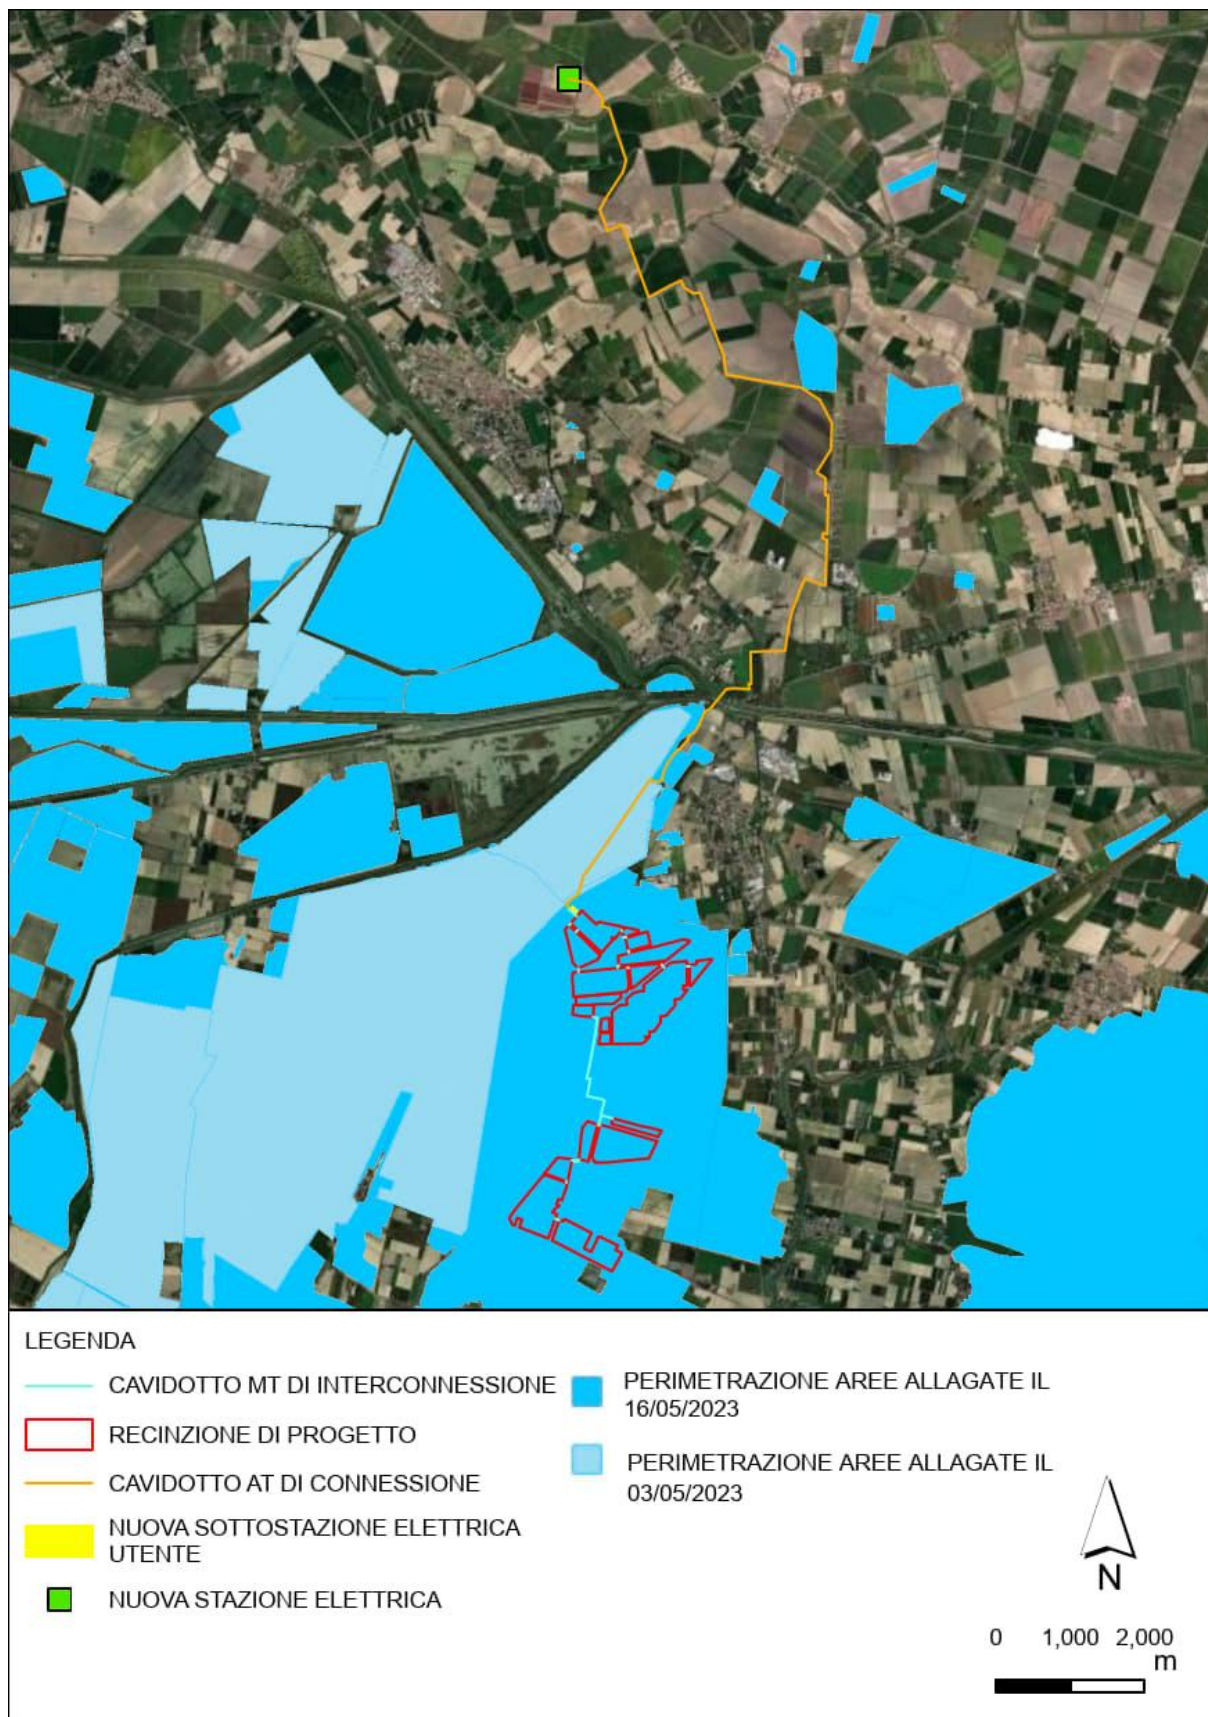 LEGENDA
CAVIDOTTO MT DI INTERCONNESSIONE
RECINZIONE DI PROGETTO
CAVIDOTTO AT DI CONNESSIONE
NUOVA SOTTOSTAZIONE ELETTRICA
UTENTE
NUOVA STAZIONE ELETTRICA
PERIMETRAZIONE AREE ALLAGATE IL
16/05/2023
PERIMETRAZIONE AREE ALLAGATE IL
03/05/2023
N
0 1,000 2,000
m